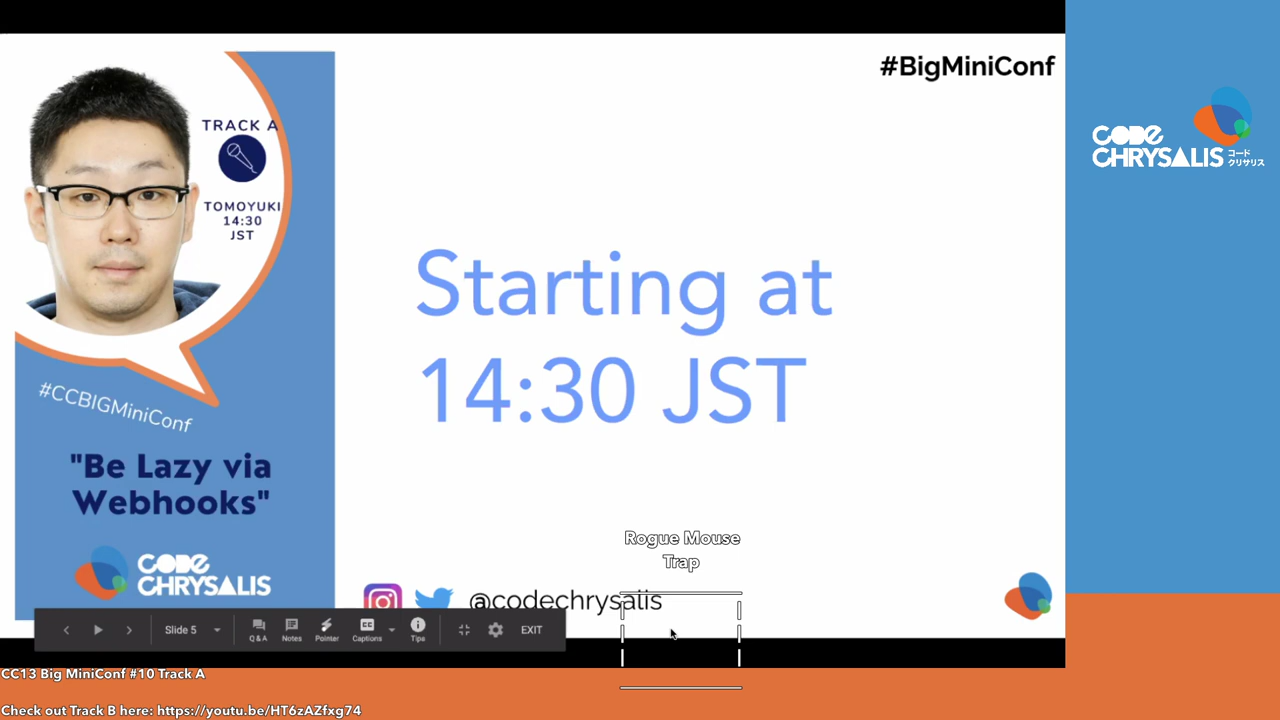 #BigMiniConf
TRACK A
TOMOYUKI
14:30
JST
Starting at
14:30 JST
#CCBIGMiniConf
"Be Lazy via
Webhooks"
CODE
CHRYSALIS
@codechrysalis
Rogue Mouse
Trap
Slide 5
Q & A
Notes
Pointer
Captions
Tips
EXIT
CC13 Big MiniConf #10 Track A
Check out Track B here: https://youtu.be/HT6zAZfxg74
CODE
CHRYSALIS
コード
クリサリス